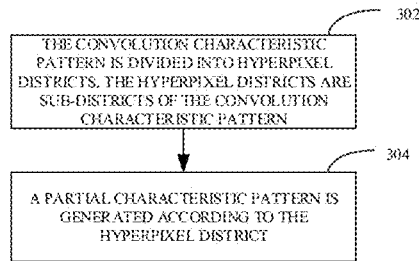 302
THE CONVOLUTION CHARACTERISTIC
PATTERN IS DIVIDED INTO HYPERPIXEL
DISTRICTS, THE HYPERPIXEL DISTRICTS ARE
SUB-DISTRICTS OF THE CONVOLUTION
CHARACTERISTIC PATTERN
304
A PARTIAL CHARACTERISTIC PATTERN IS
GENERATED ACCORDING TO THE
HYPERPIXEL DISTRICT